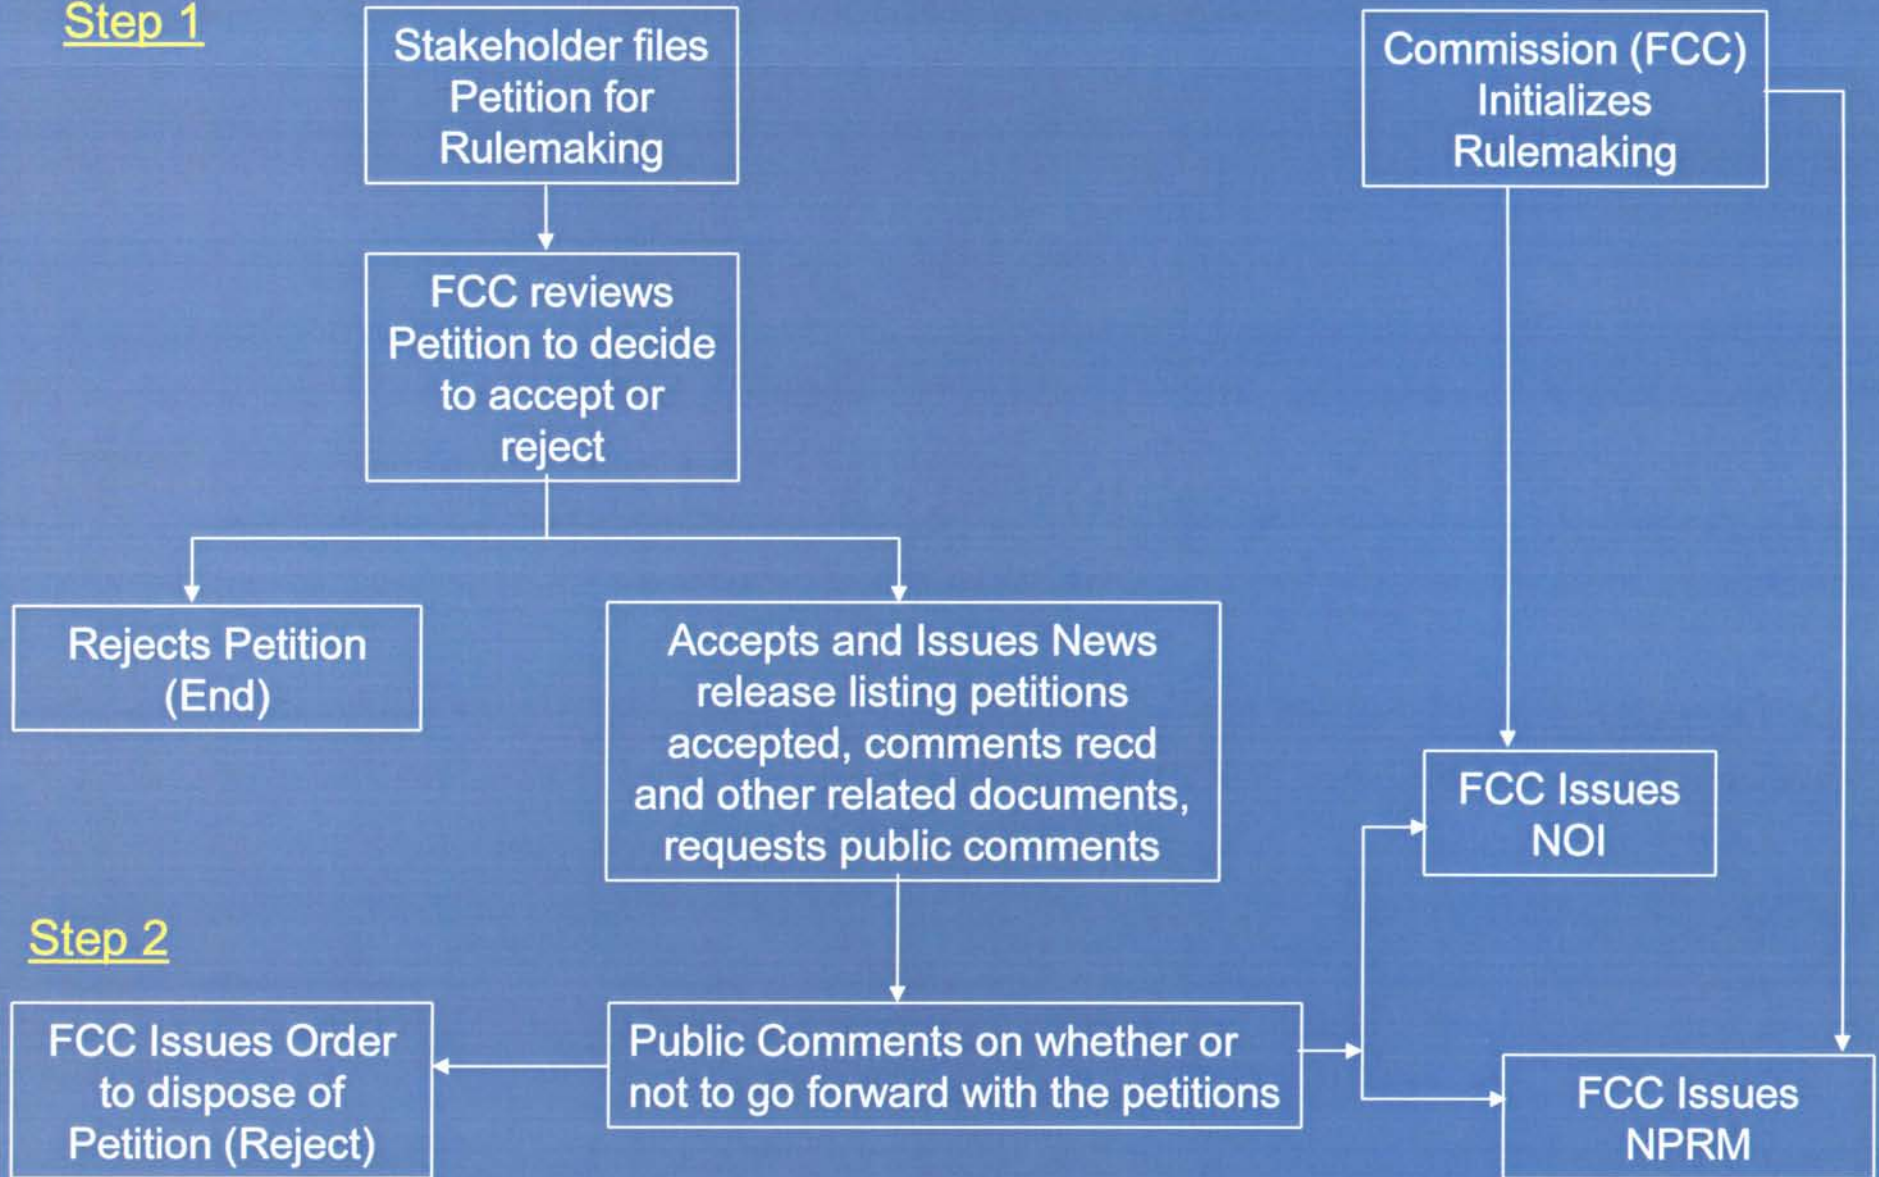 Step 1
Stakeholder files
Petition for
Rulemaking
Commission (FCC)
Initializes
Rulemaking
FCC reviews
Petition to decide
to accept or
reject
Rejects Petition
(End)
Accepts and Issues News
release listing petitions
accepted, comments recd
and other related documents,
requests public comments
FCC Issues
NOI
Step 2
FCC Issues Order
to dispose of
Petition (Reject)
Public Comments on whether or
not to go forward with the petitions
FCC Issues
NPRM